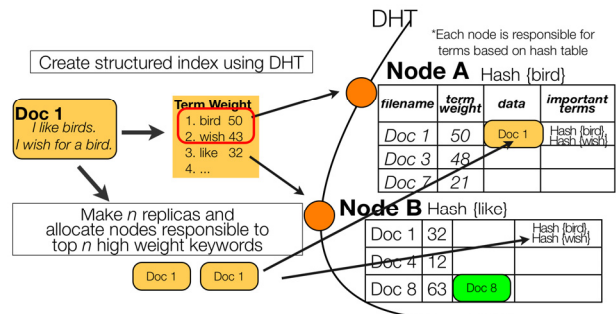 DHT
*Each node is responsible for
terms based on hash table
Create structured index using DHT
Node A Hash {bird}
filename term weight data important terms
Doc 1 50 Doc 1 Hash {bird}, Hash {wish}
Doc 3 48
Doc 7 21
Doc 1
I like birds.
I wish for a bird.
Term Weight
1. bird 50
2. wish 43
3. like 32
4. ...
Make n replicas and
allocate nodes responsible to
top n high weight keywords
Doc 1 Doc 1
Node B Hash {like}
Doc 1 32 Hash {bird}, Hash {wish}
Doc 4 12
Doc 8 63 Doc 8